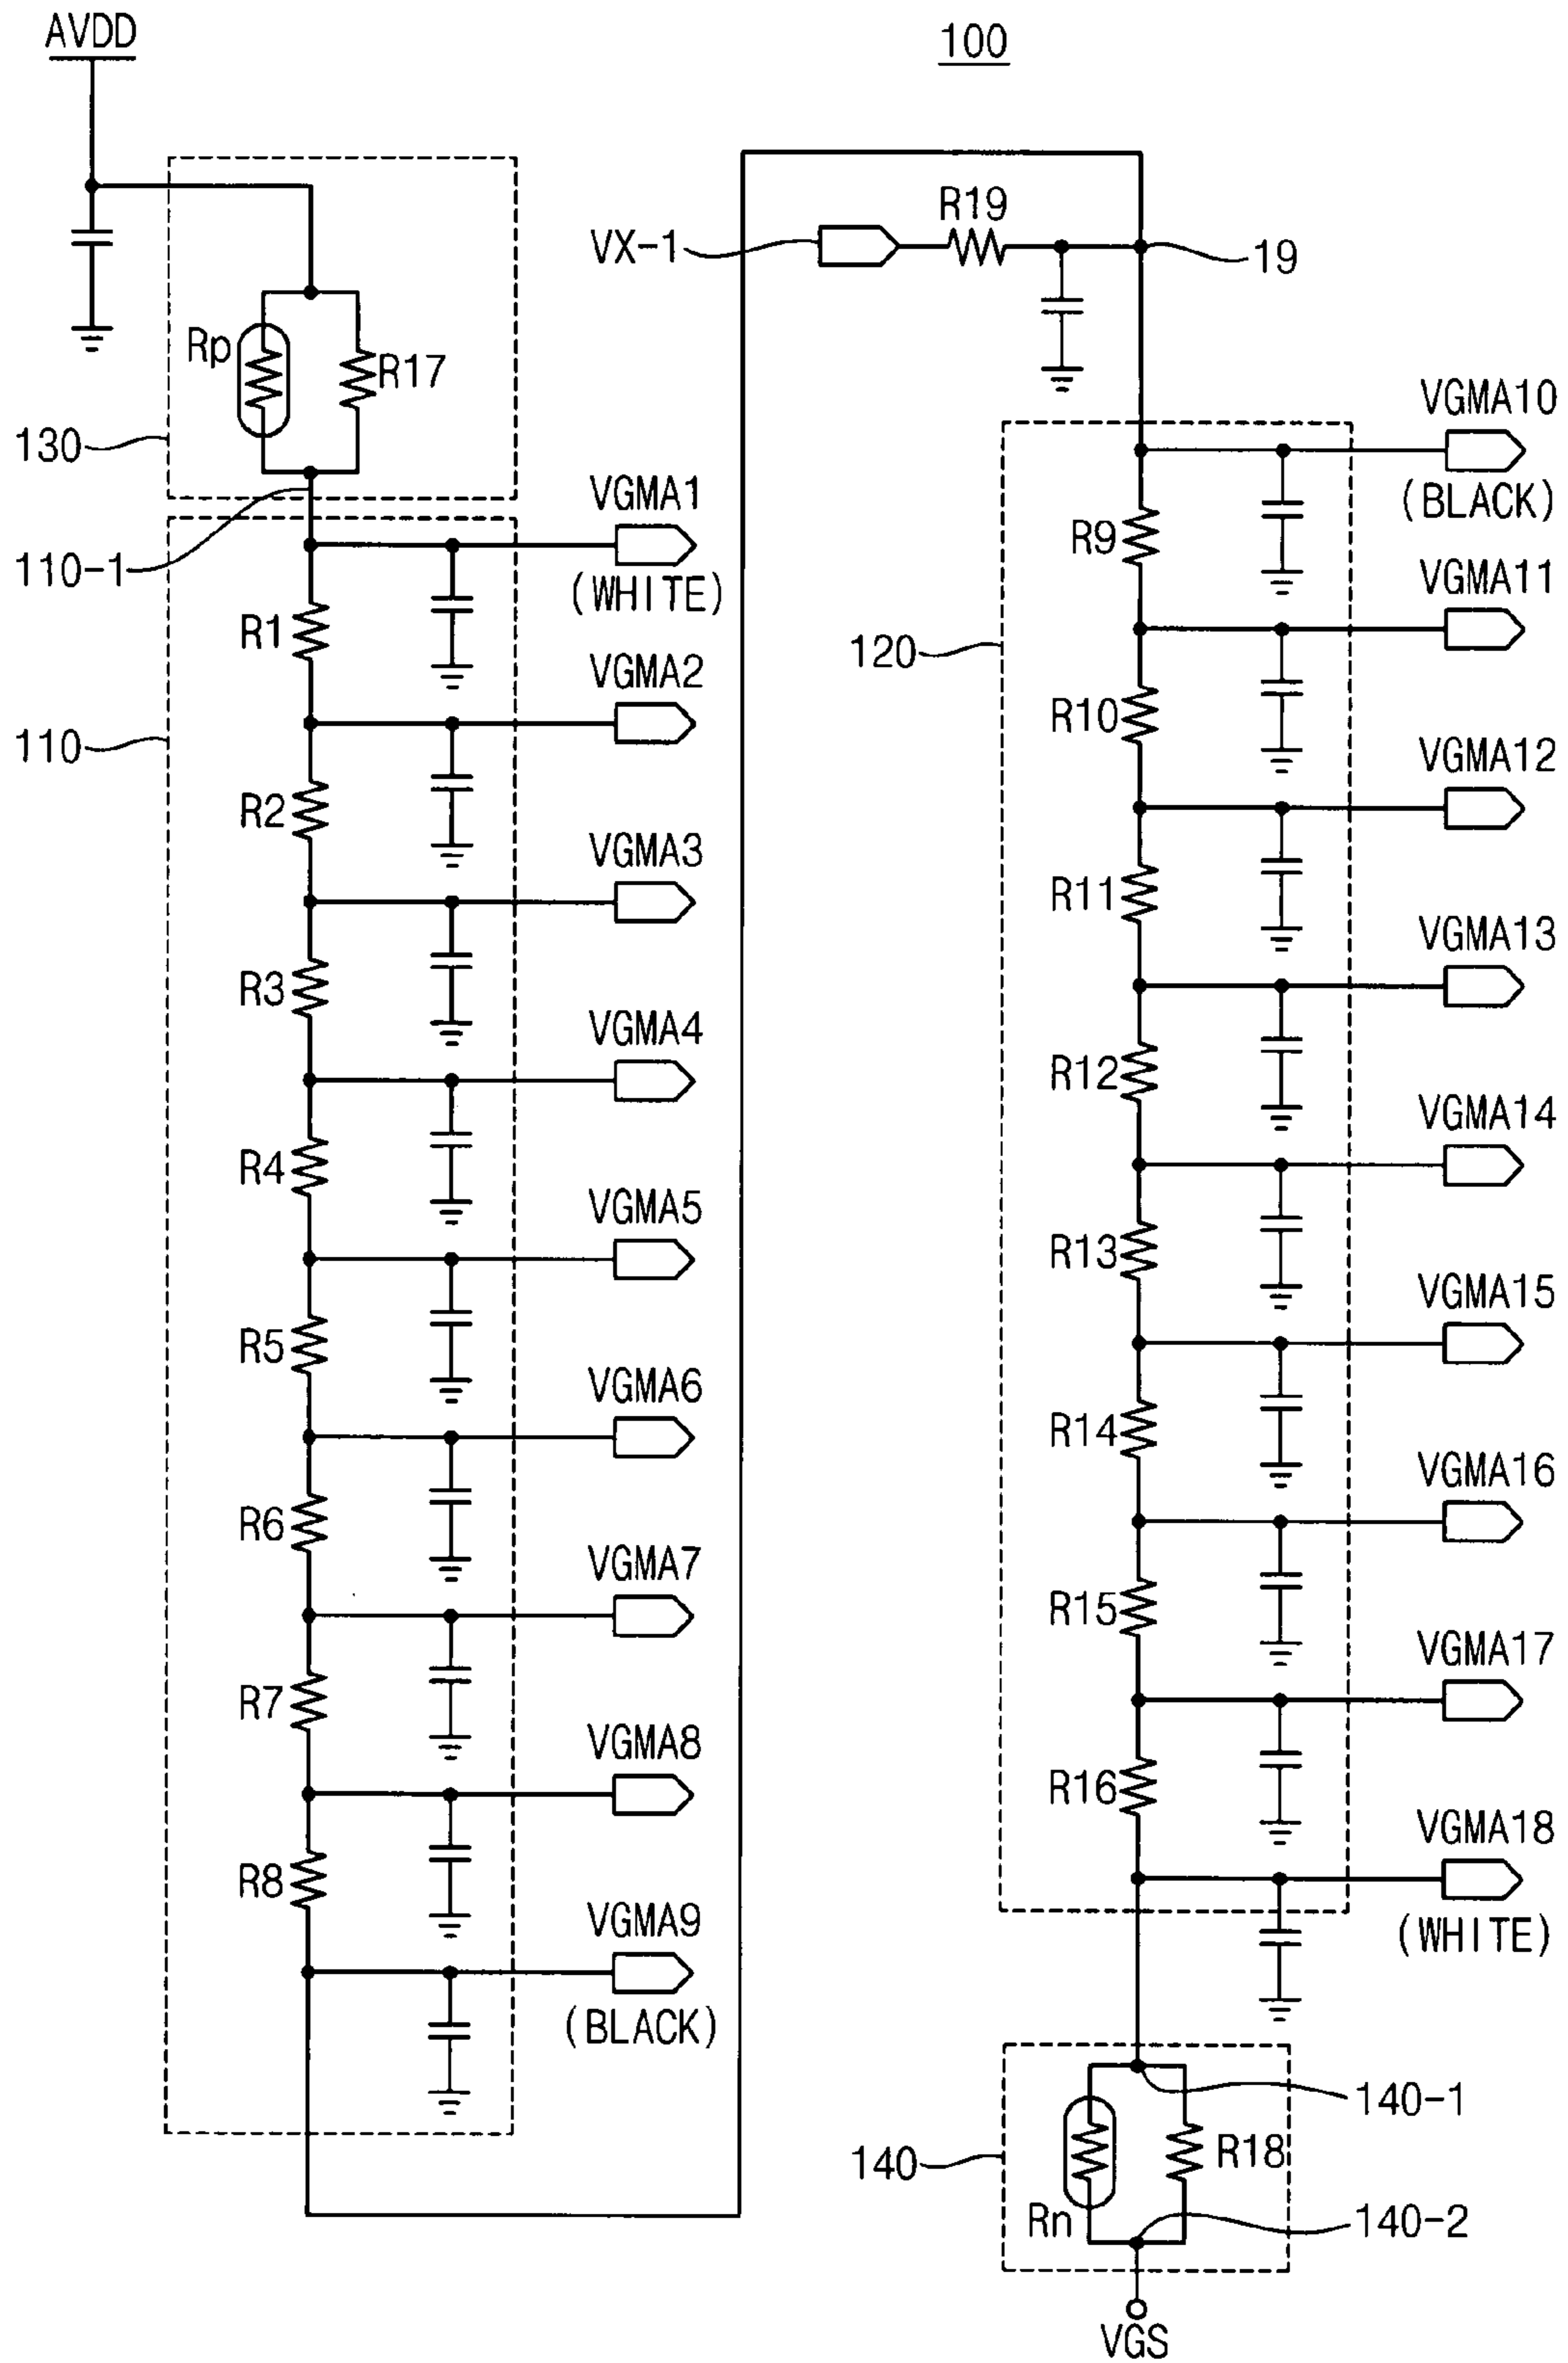 AVDD
100
R19
VX-1
19
Rp
R17
130
VGMA10
(BLACK)
VGMA1
(WHITE)
110-1
R9
VGMA11
R1
120
VGMA2
110
R10
VGMA12
R2
VGMA3
R11
VGMA13
R3
VGMA4
R12
VGMA14
R4
VGMA5
R13
VGMA15
R5
VGMA6
R14
VGMA16
R6
VGMA7
R15
VGMA17
R7
VGMA8
R16
VGMA18
(WHITE)
R8
VGMA9
(BLACK)
140-1
140
R18
Rn
140-2
VGS